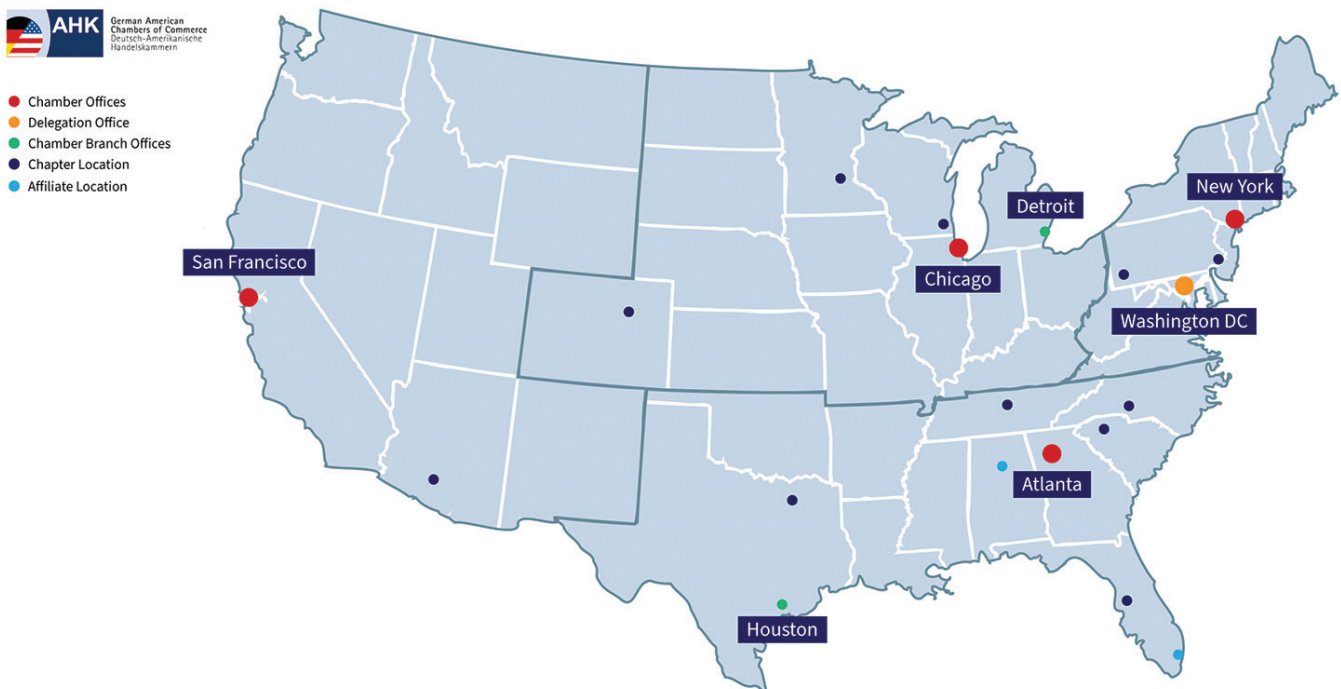 AHK
German American
Chambers of Commerce
Deutsch-Amerikanische
Handelskammern
Chamber Offices
Delegation Office
Chamber Branch Offices
Chapter Location
Affiliate Location
New York
Detroit
San Francisco
Chicago
Washington DC
Atlanta
Houston